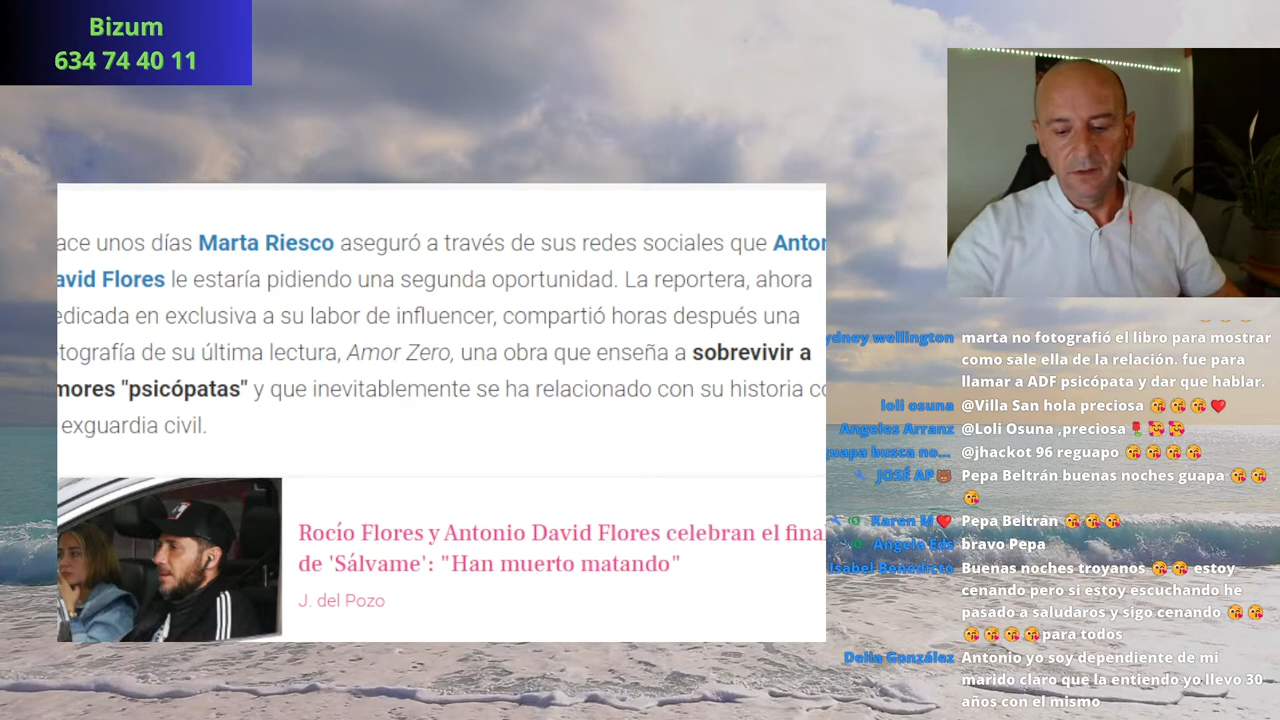 Bizum
634 74 40 11
ace unos días Marta Riesco aseguró a través de sus redes sociales que Anton
avid Flores le estaría pidiendo una segunda oportunidad. La reportera, ahora
edicada en exclusiva a su labor de influencer, compartió horas después una
otografía de su última lectura, Amor Zero, una obra que enseña a sobrevivir a
mores "psicópatas" y que inevitablemente se ha relacionado con su historia co
exguardia civil.
Rocío Flores y Antonio David Flores celebran el final
de 'Sálvame': "Han muerto matando"
J. del Pozo
ydney wellington marta no fotografió el libro para mostrar
como sale ella de la relación. fue para
llamar a ADF psicópata y dar que hablar.
loli osuna @Villa San hola preciosa 😘😘😘❤️
Angeles Arranz @Loli Osuna ,preciosa 🌹🥰🥰
guapa busca no... @jhackot 96 reguapo 😘😘😘😘
JOSÉ AP🐻 Pepa Beltrán buenas noches guapa 😘😘
😘
Karen M❤️ Pepa Beltrán 😘😘😘
Angela Eds bravo Pepa
Isabel Benedicto Buenas noches troyanos 😘😘 estoy
cenando pero si estoy escuchando he
pasado a saludaros y sigo cenando 😘😘
😘😘😘😘para todos
Delia González Antonio yo soy dependiente de mi
marido claro que la entiendo yo llevo 30
años con el mismo